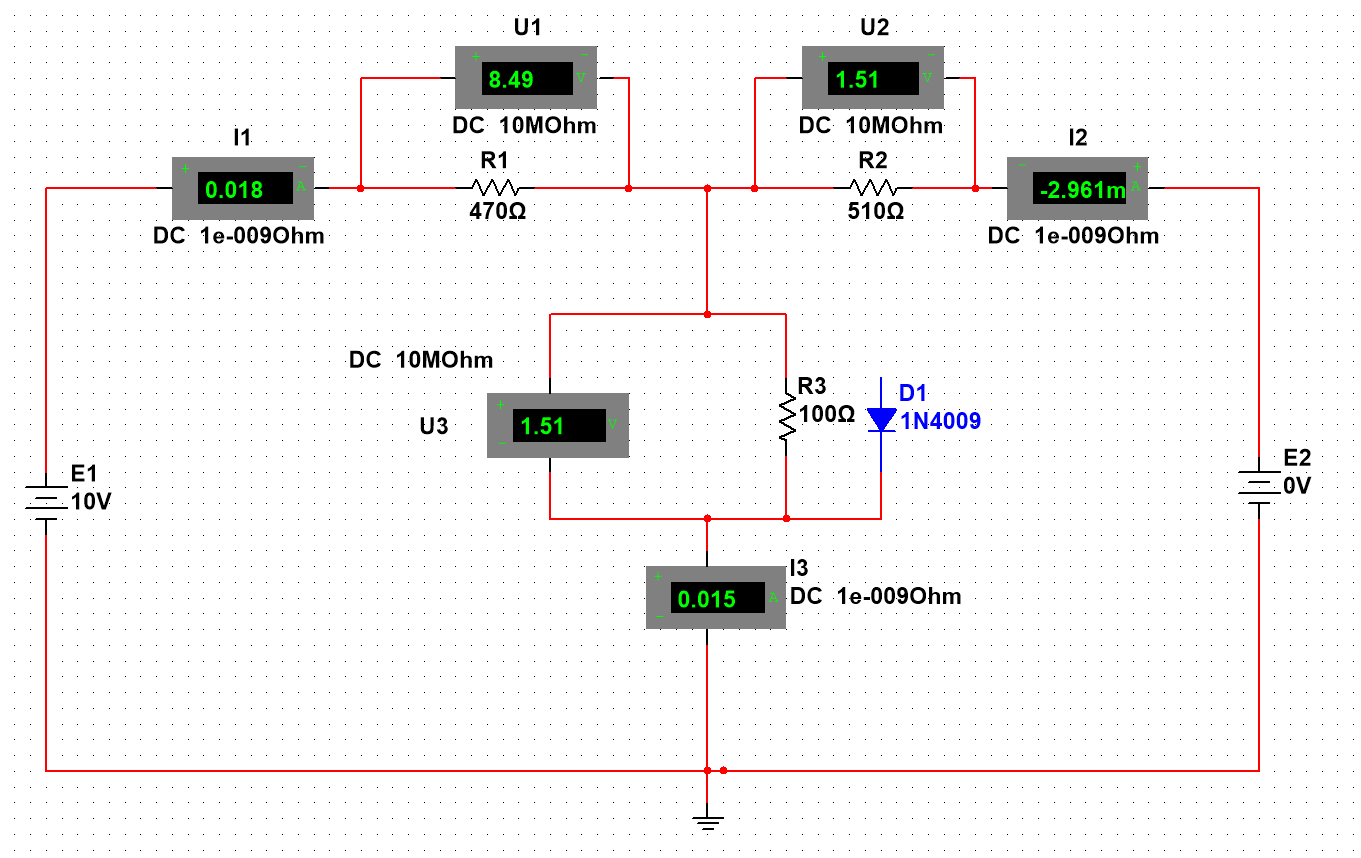 U1
+ −
8.49 V
DC 10MOhm
U2
+ −
1.51 V
DC 10MOhm
I1
+ −
0.018 A
DC 1e-009Ohm
R1
470Ω
R2
510Ω
I2
− +
-2.961m A
DC 1e-009Ohm
DC 10MOhm
U3
+
1.51 V
−
R3
100Ω
D1
1N4009
E1
10V
E2
0V
I3
+
0.015 A
−
DC 1e-009Ohm